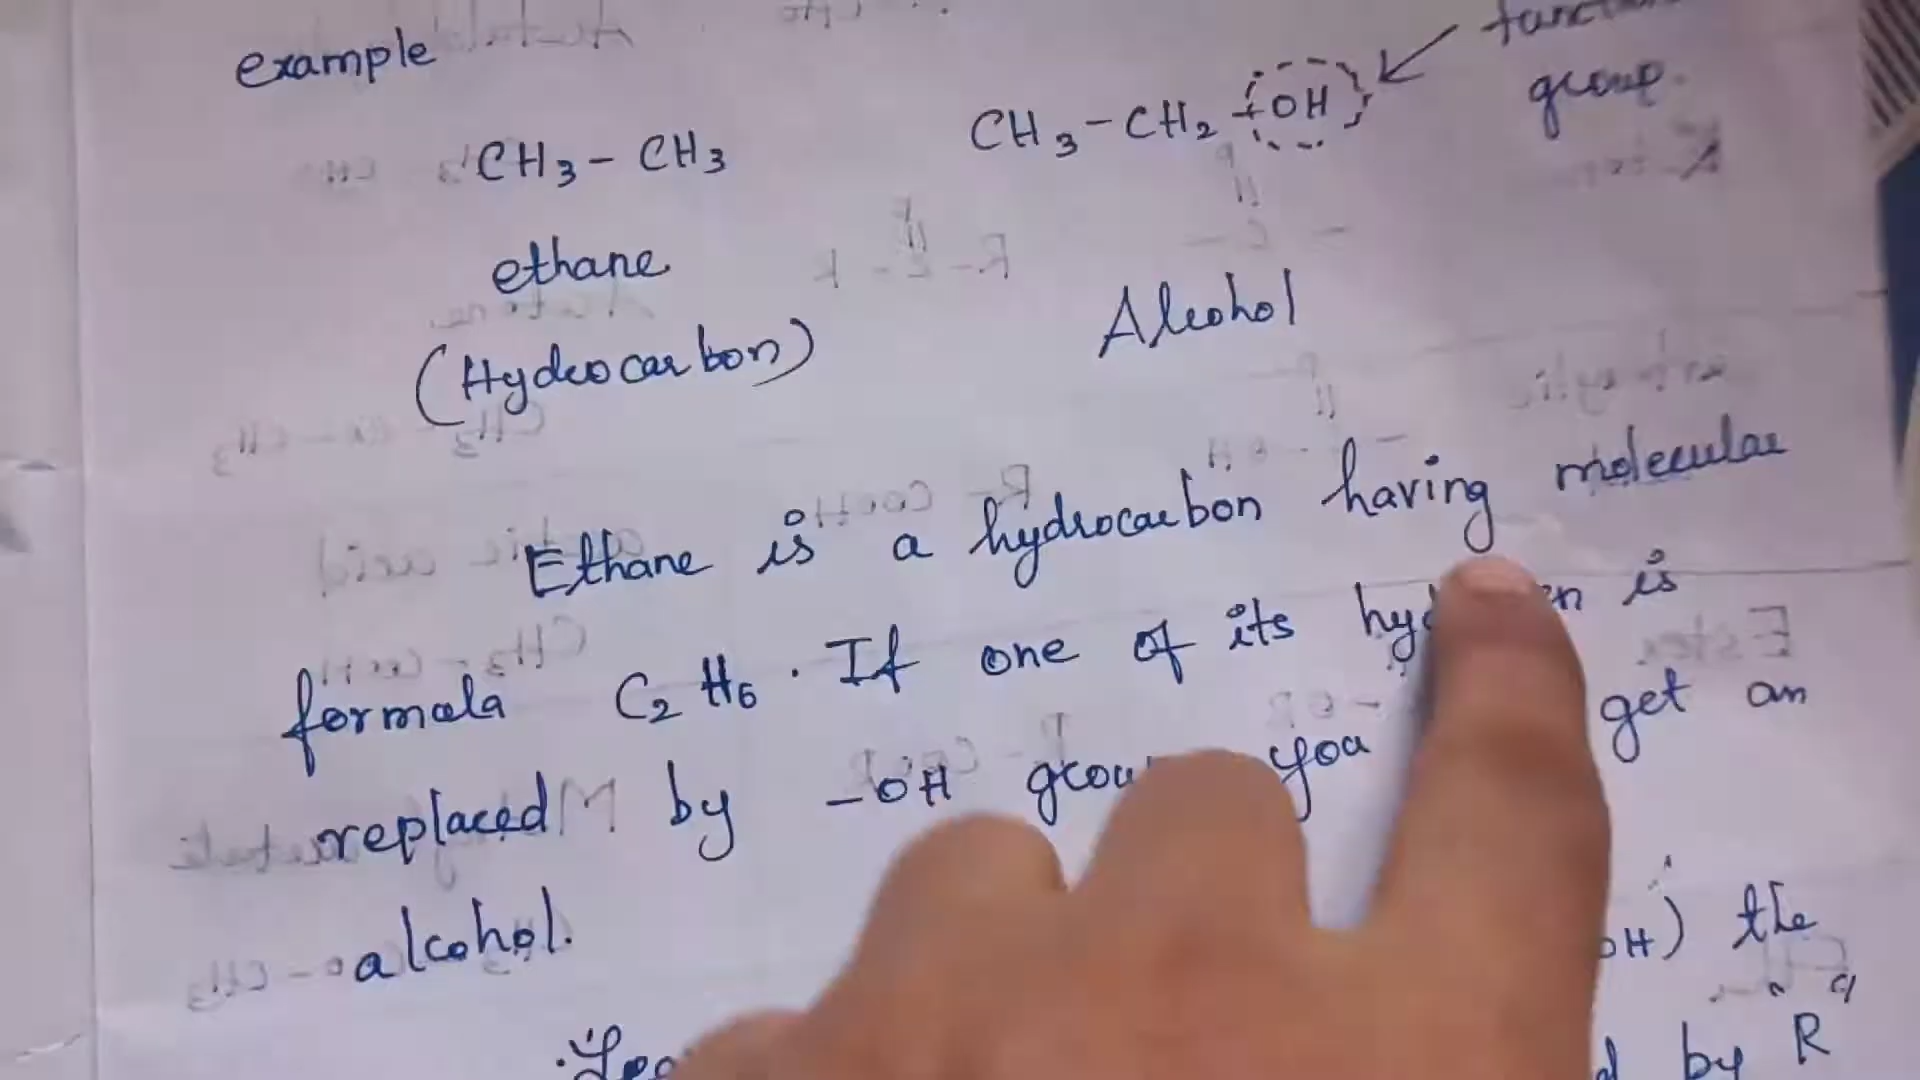 example
group.
CH3 - CH3
CH3 - CH2 - OH
ethane
(Hydrocarbon)
Alcohol
Ethane is a hydrocarbon having molecular
formula C2H6. If one of its is
replaced by -OH you get an
alcohol.
OH) the
by R